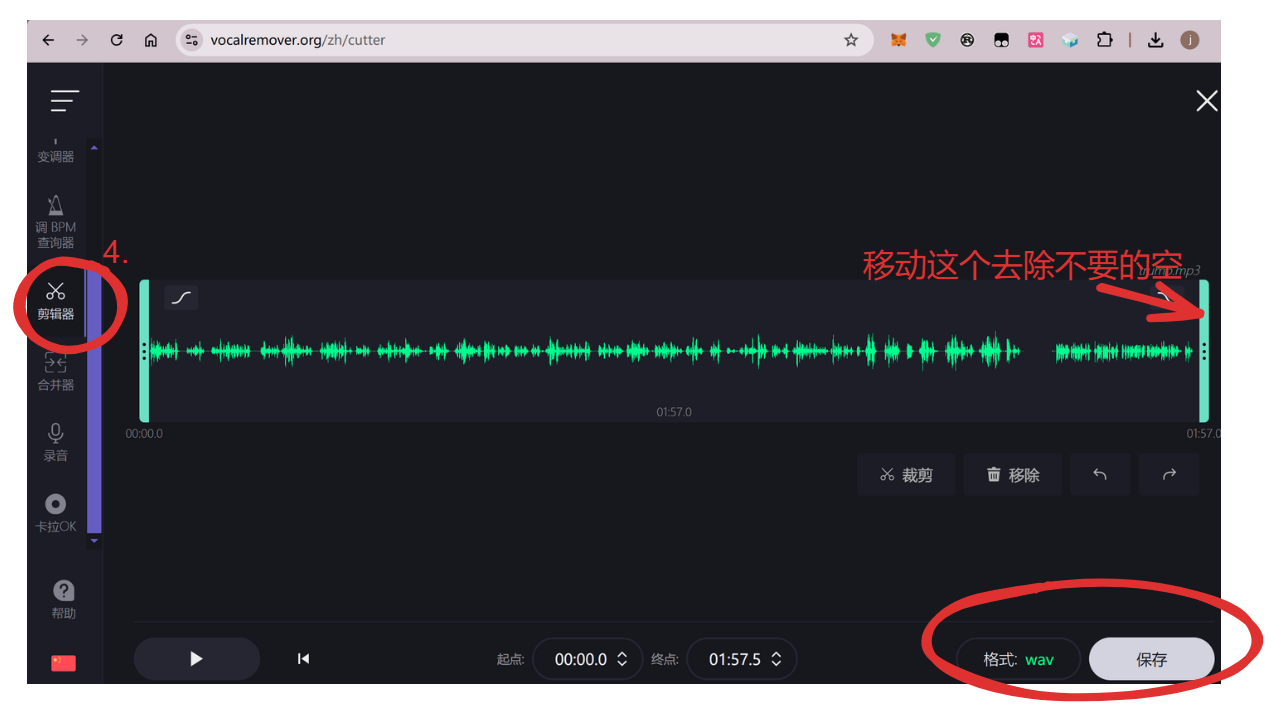 vocalremover.org/zh/cutter
j
变调器
调 BPM
查询器
4.
剪辑器
合并器
录音
卡拉OK
帮助
移动这个去除不要的空
trump.mp3
01:57.0
00:00.0
01:57.0
裁剪
移除
起点:
00:00.0
终点:
01:57.5
格式: wav
保存